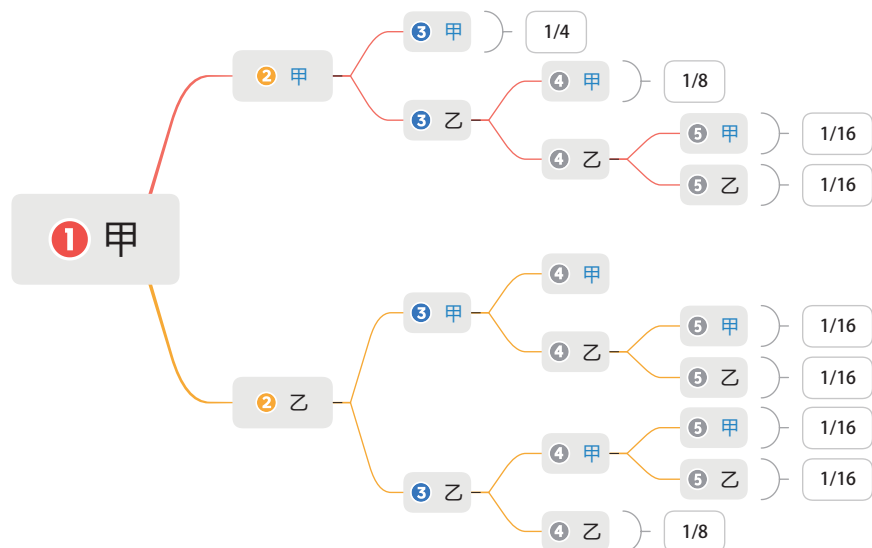 1 甲
2 甲
3 甲 1/4
3 乙
4 甲 1/8
4 乙
5 甲 1/16
5 乙 1/16
2 乙
3 甲
4 甲
4 乙
5 甲 1/16
5 乙 1/16
3 乙
4 甲
5 甲 1/16
5 乙 1/16
4 乙 1/8